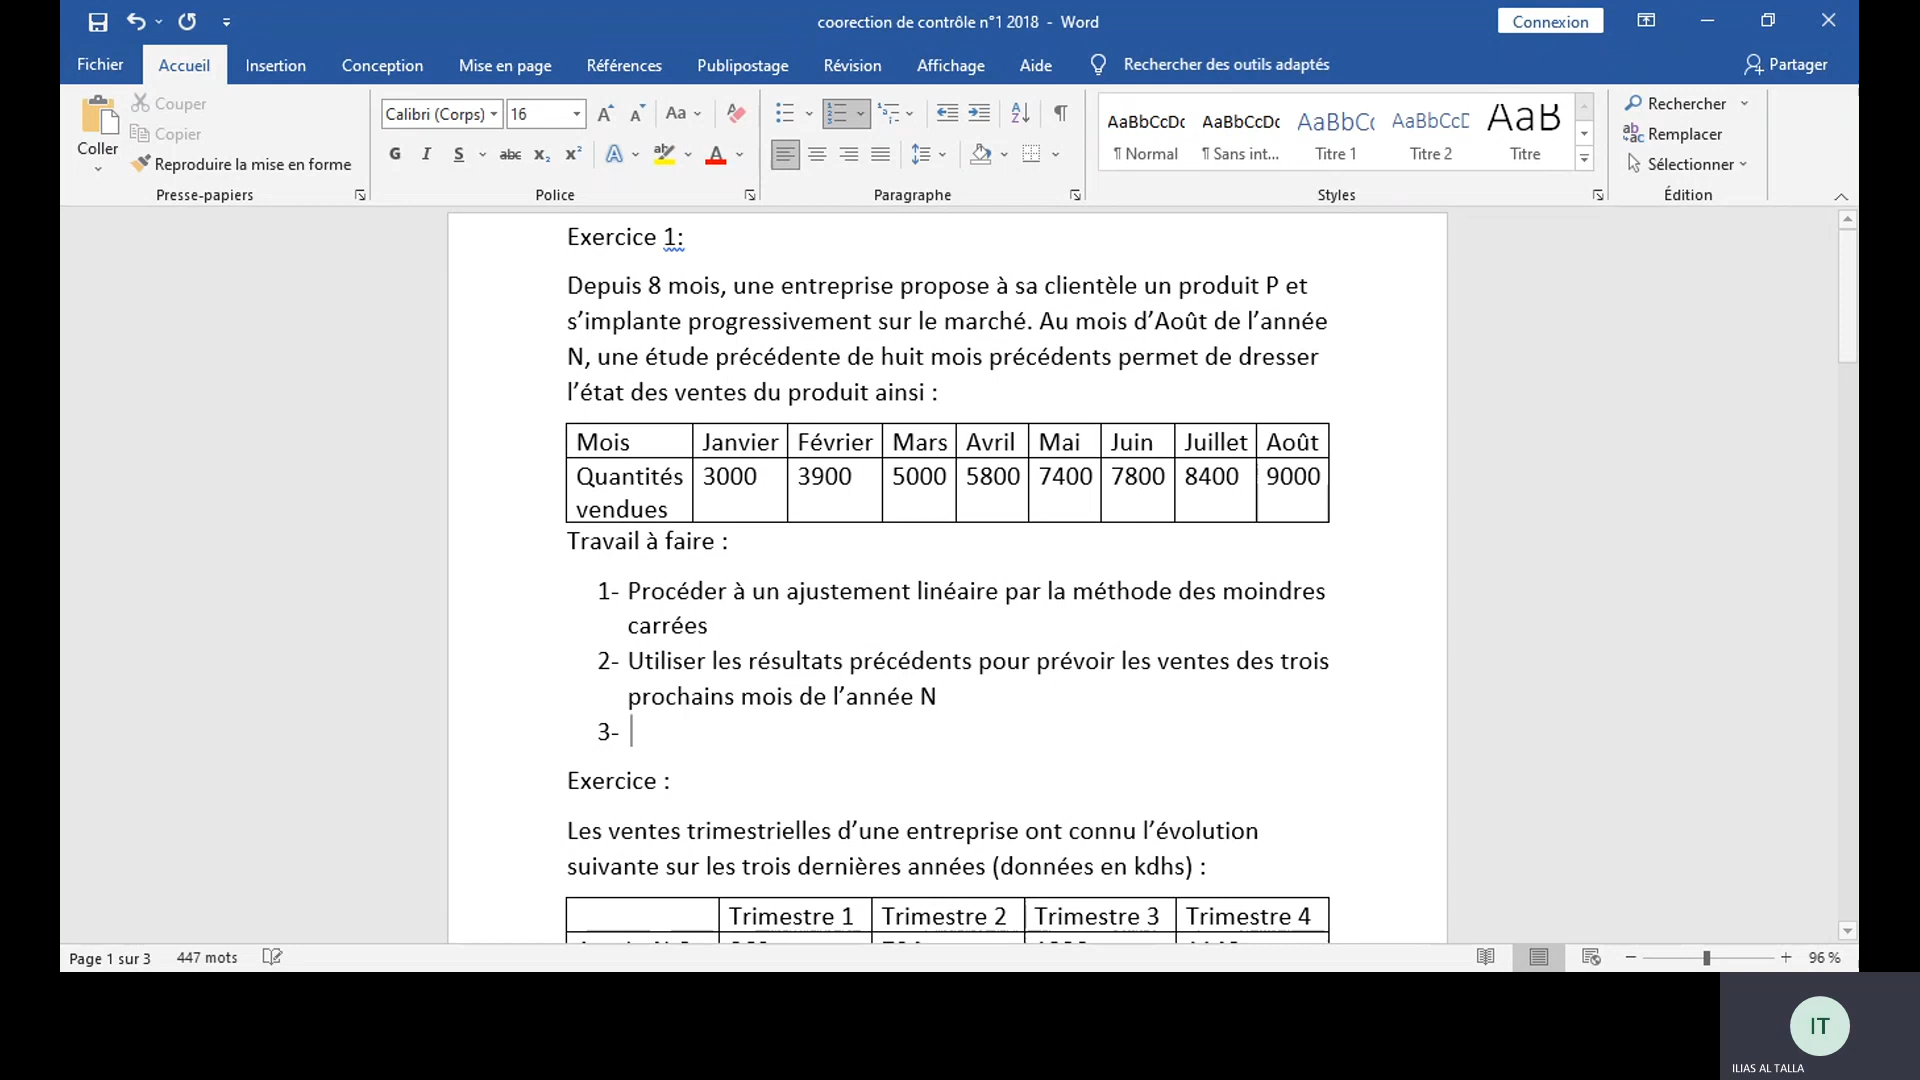 coorection de contrôle n°1 2018 - Word
Connexion
Fichier Accueil Insertion Conception Mise en page Références Publipostage Révision Affichage Aide Rechercher des outils adaptés Partager
Coller
Couper
Copier
Reproduire la mise en forme
Presse-papiers
Calibri (Corps) 16
G I S abc x₂ x²
Police
Paragraphe
AaBbCcDc AaBbCcDc AaBbCc AaBbCcD AaB
¶ Normal ¶ Sans int... Titre 1 Titre 2 Titre
Styles
Rechercher
Remplacer
Sélectionner
Édition
Exercice 1:
Depuis 8 mois, une entreprise propose à sa clientèle un produit P et
s’implante progressivement sur le marché. Au mois d’Août de l’année
N, une étude précédente de huit mois précédents permet de dresser
l’état des ventes du produit ainsi :
Mois Janvier Février Mars Avril Mai Juin Juillet Août
Quantités vendues 3000 3900 5000 5800 7400 7800 8400 9000
Travail à faire :
1- Procéder à un ajustement linéaire par la méthode des moindres
carrées
2- Utiliser les résultats précédents pour prévoir les ventes des trois
prochains mois de l’année N
3-
Exercice :
Les ventes trimestrielles d’une entreprise ont connu l’évolution
suivante sur les trois dernières années (données en kdhs) :
Trimestre 1 Trimestre 2 Trimestre 3 Trimestre 4
Page 1 sur 3 447 mots
96 %
IT
ILIAS AL TALLA